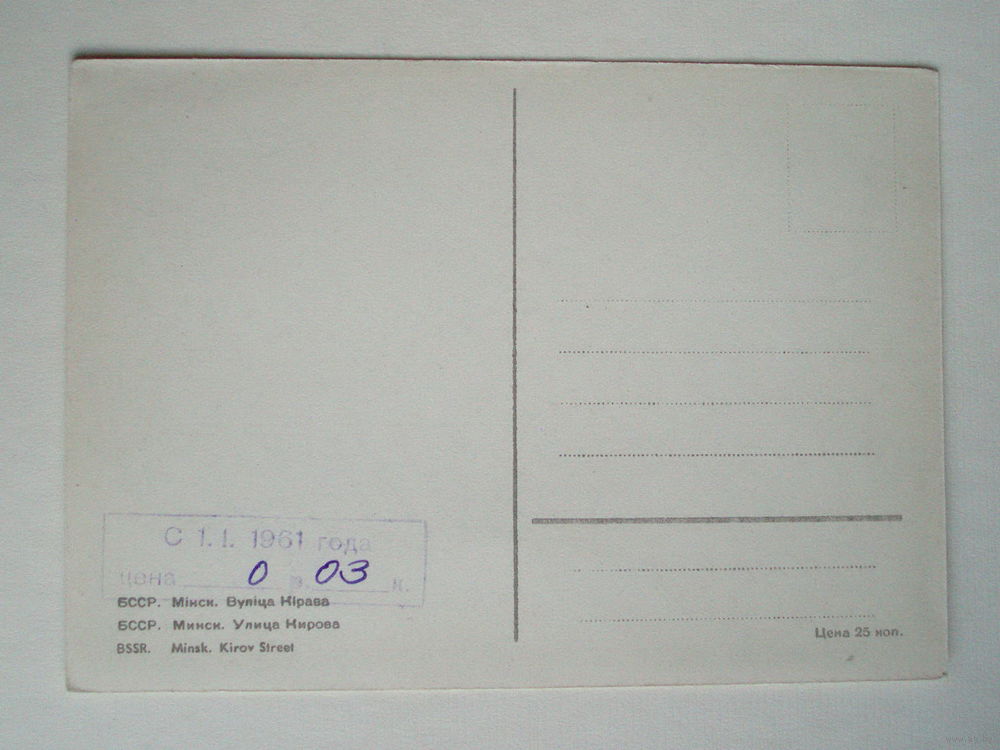 С 1.I. 1961 года
цена 0 р. 03 к.
БССР. Мінск. Вуліца Кірава
БССР. Минск. Улица Кирова
BSSR. Minsk. Kirov Street
Цена 25 коп.